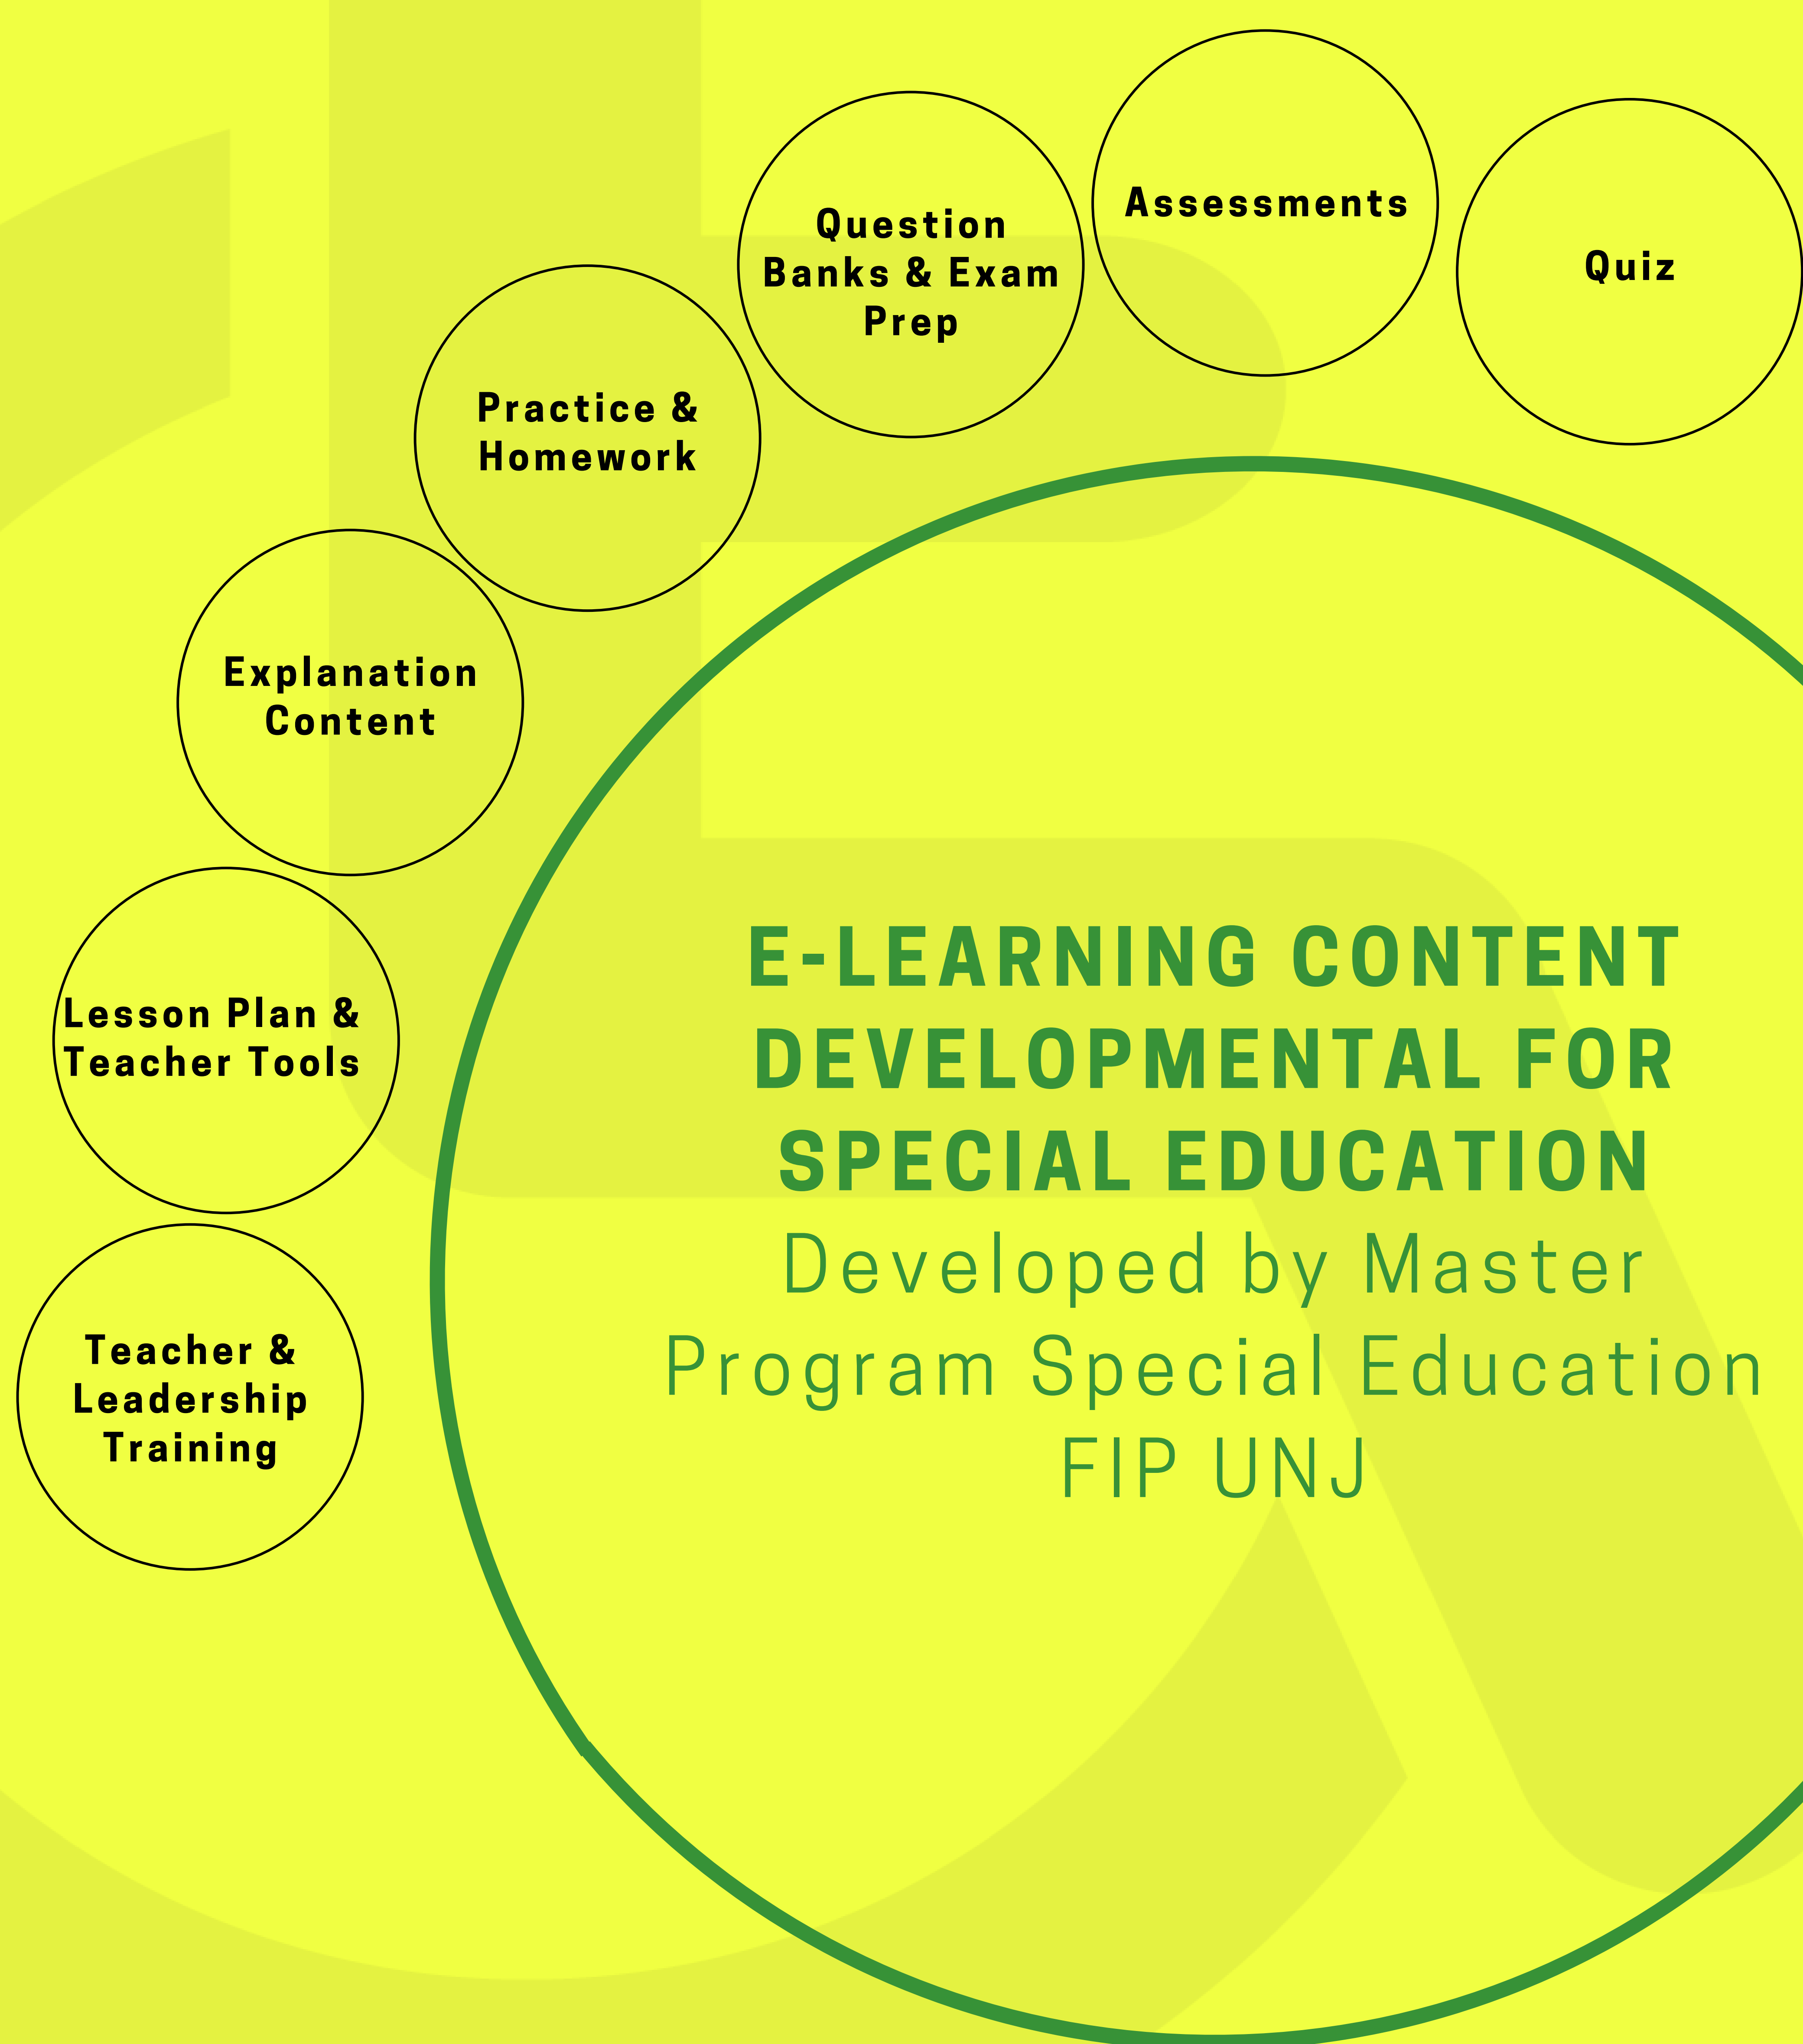 Assessments
Question
Banks & Exam
Prep
Quiz
Practice &
Homework
Explanation
Content
Lesson Plan &
Teacher Tools
Teacher &
Leadership
Training
E-LEARNING CONTENT
DEVELOPMENTAL FOR
SPECIAL EDUCATION
Developed by Master
Program Special Education
FIP UNJ